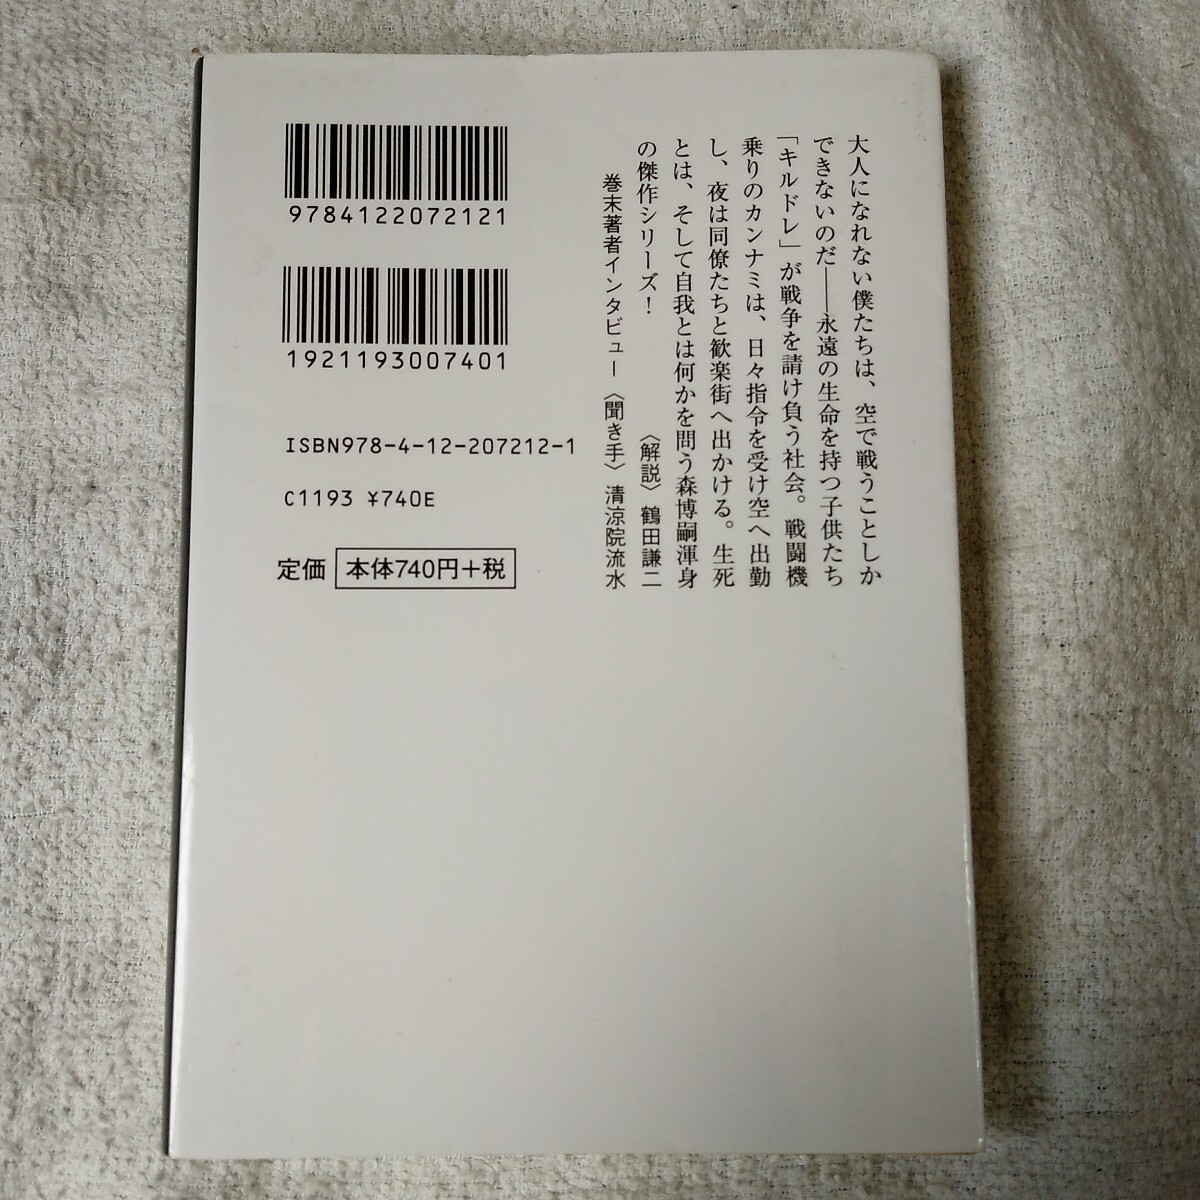 大人になれない僕たちは、空で戦うことしか
できないのだ――永遠の生命を持つ子供たち
「キルドレ」が戦争を請け負う社会。戦闘機
乗りのカンナミは、日々指令を受け空へ出勤
し、夜は同僚たちと歓楽街へ出かける。生死
とは、そして自我とは何かを問う森博嗣渾身
の傑作シリーズ！
〈解説〉鶴田謙二
巻末著者インタビュー〈聞き手〉清涼院流水
9784122072121
1921193007401
ISBN978-4-12-207212-1
C1193 ¥740E
定価 本体740円+税